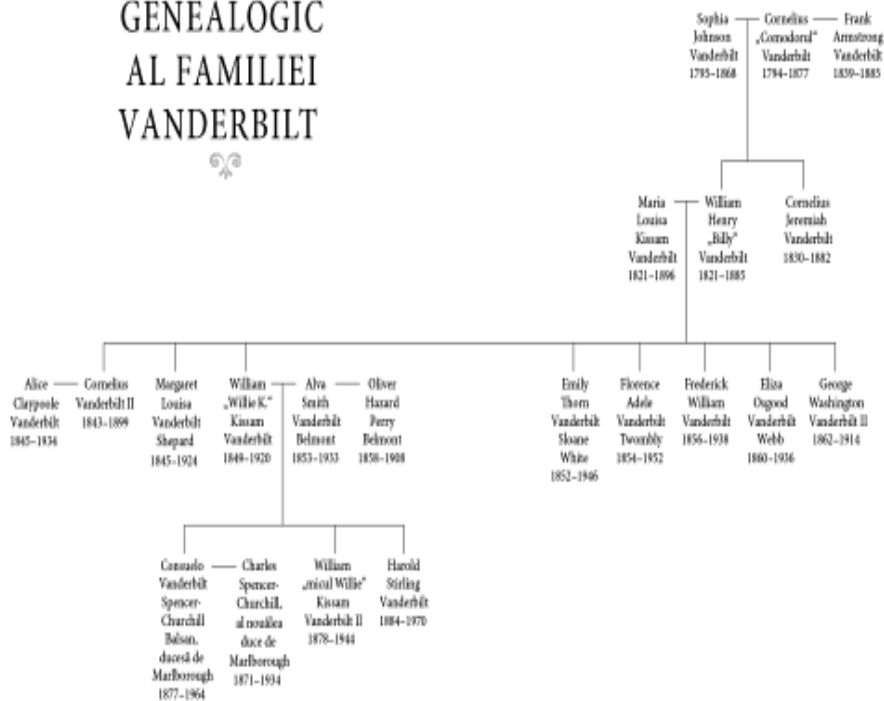 GENEALOGIC
AL FAMILIEI
VANDERBILT
Sophia
Johnson
Vanderbilt
1795–1868
Cornelius
„Comodorul“
Vanderbilt
1794–1877
Frank
Armstrong
Vanderbilt
1839–1885
Maria
Louisa
Kissam
Vanderbilt
1821–1896
William
Henry
„Billy“
Vanderbilt
1821–1885
Cornelius
Jeremiah
Vanderbilt
1830–1882
Alice
Claypoole
Vanderbilt
1845–1934
Cornelius
Vanderbilt II
1843–1899
Margaret
Louisa
Vanderbilt
Shepard
1845–1924
William
„Willie K.“
Kissam
Vanderbilt
1849–1920
Alva
Smith
Vanderbilt
Belmont
1853–1933
Oliver
Hazard
Perry
Belmont
1858–1908
Emily
Thorn
Vanderbilt
Sloane
White
1852–1946
Florence
Adele
Vanderbilt
Twombly
1854–1952
Frederick
William
Vanderbilt
1856–1938
Eliza
Osgood
Vanderbilt
Webb
1860–1936
George
Washington
Vanderbilt II
1862–1914
Consuelo
Vanderbilt
Spencer-
Churchill
Balsan,
ducesă de
Marlborough
1877–1964
Charles
Spencer-
Churchill,
al nouălea
duce de
Marlborough
1871–1934
William
„micul Willie“
Kissam
Vanderbilt II
1878–1944
Harold
Stirling
Vanderbilt
1884–1970